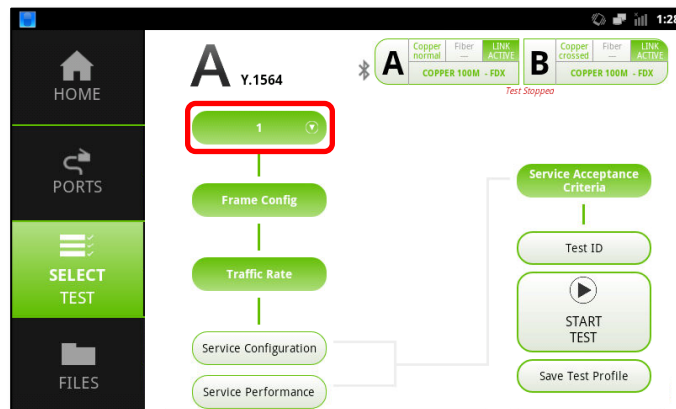 1:28
HOME
PORTS
SELECT
TEST
FILES
A Y.1564
A
Copper
normal
Fiber
—
LINK
ACTIVE
COPPER 100M - FDX
B
Copper
crossed
Fiber
—
LINK
ACTIVE
COPPER 100M - FDX
Test Stopped
1
Frame Config
Traffic Rate
Service Configuration
Service Performance
Service Acceptance
Criteria
Test ID
START
TEST
Save Test Profile